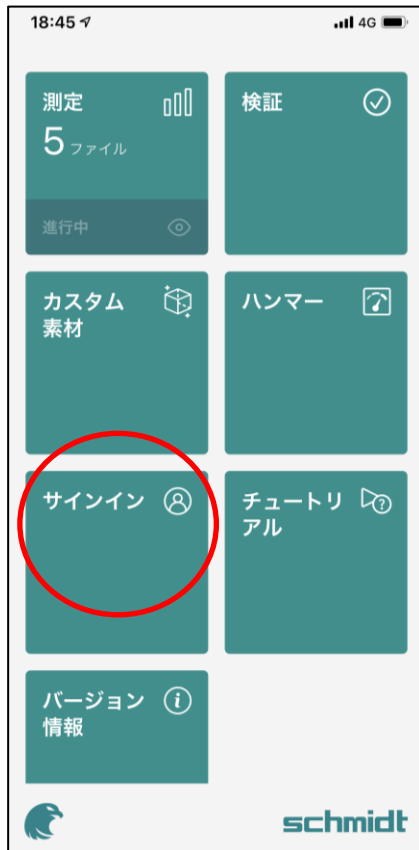 18:45
4G
測定
5 ファイル
進行中
検証
カスタム
素材
ハンマー
サインイン
チュートリ
アル
バージョン
情報
schmidt